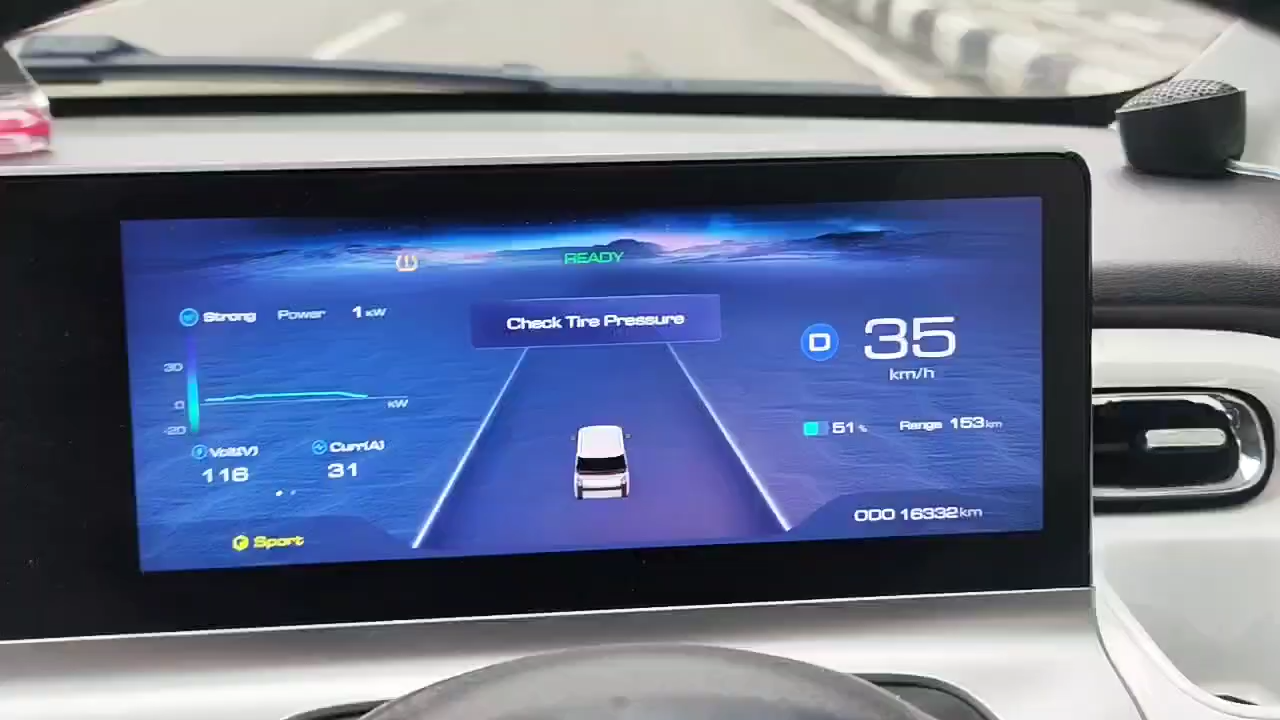 READY
Strong Power 1 kW
Check Tire Pressure
D 35
km/h
30
0
-20
kW
51 % Range 153 km
Volt(V) Curr(A)
116 31
ODO 16332 km
Sport